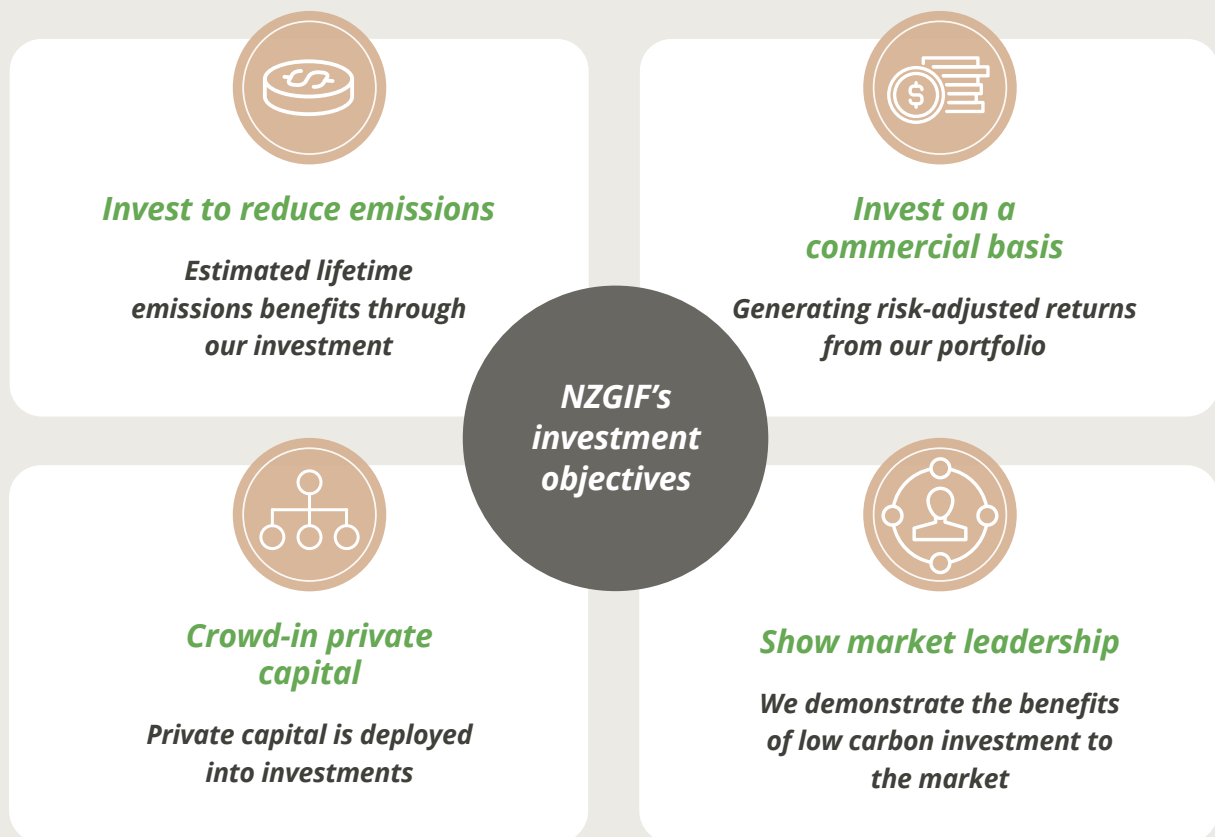 Invest to reduce emissions
Estimated lifetime
emissions benefits through
our investment
Invest on a
commercial basis
Generating risk-adjusted returns
from our portfolio
NZGIF’s
investment
objectives
Crowd-in private
capital
Private capital is deployed
into investments
Show market leadership
We demonstrate the benefits
of low carbon investment to
the market